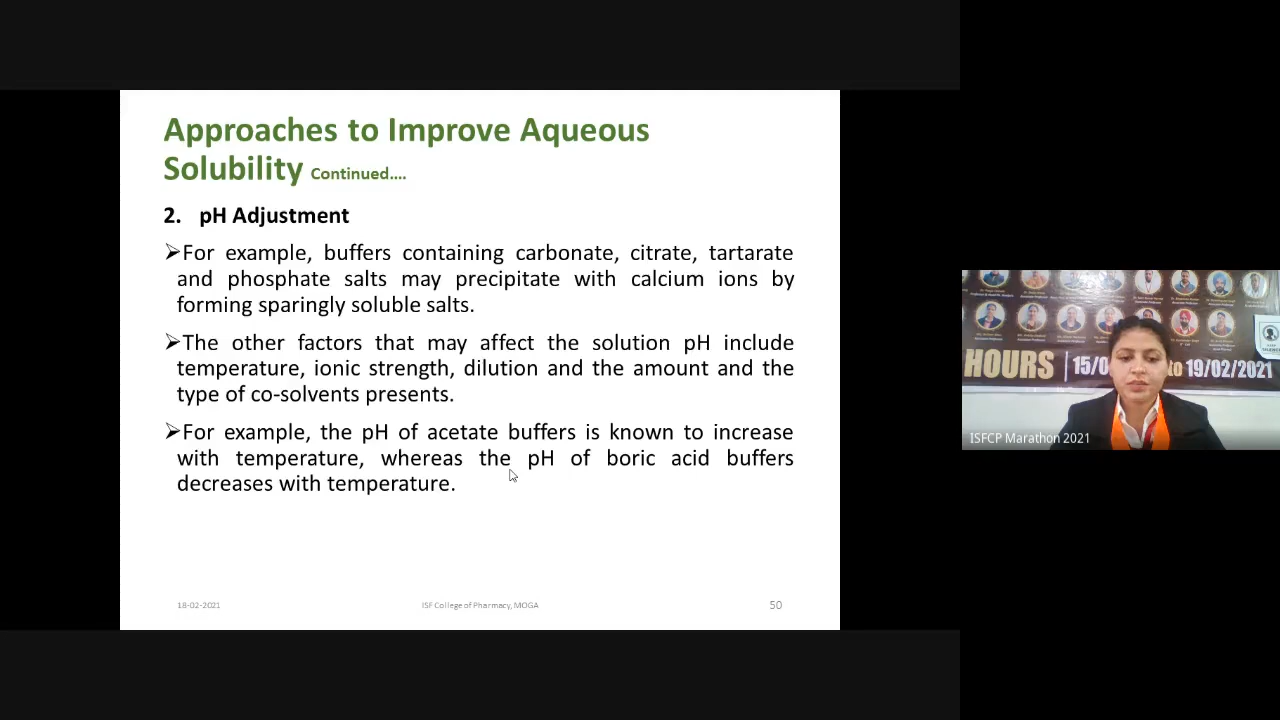 Approaches to Improve Aqueous
Solubility Continued....
2. pH Adjustment
➢For example, buffers containing carbonate, citrate, tartarate
and phosphate salts may precipitate with calcium ions by
forming sparingly soluble salts.
➢The other factors that may affect the solution pH include
temperature, ionic strength, dilution and the amount and the
type of co-solvents presents.
➢For example, the pH of acetate buffers is known to increase
with temperature, whereas the pH of boric acid buffers
decreases with temperature.
18-02-2021
ISF College of Pharmacy, MOGA
50
HOURS 15/0 to 19/02/2021
ISFCP Marathon 2021